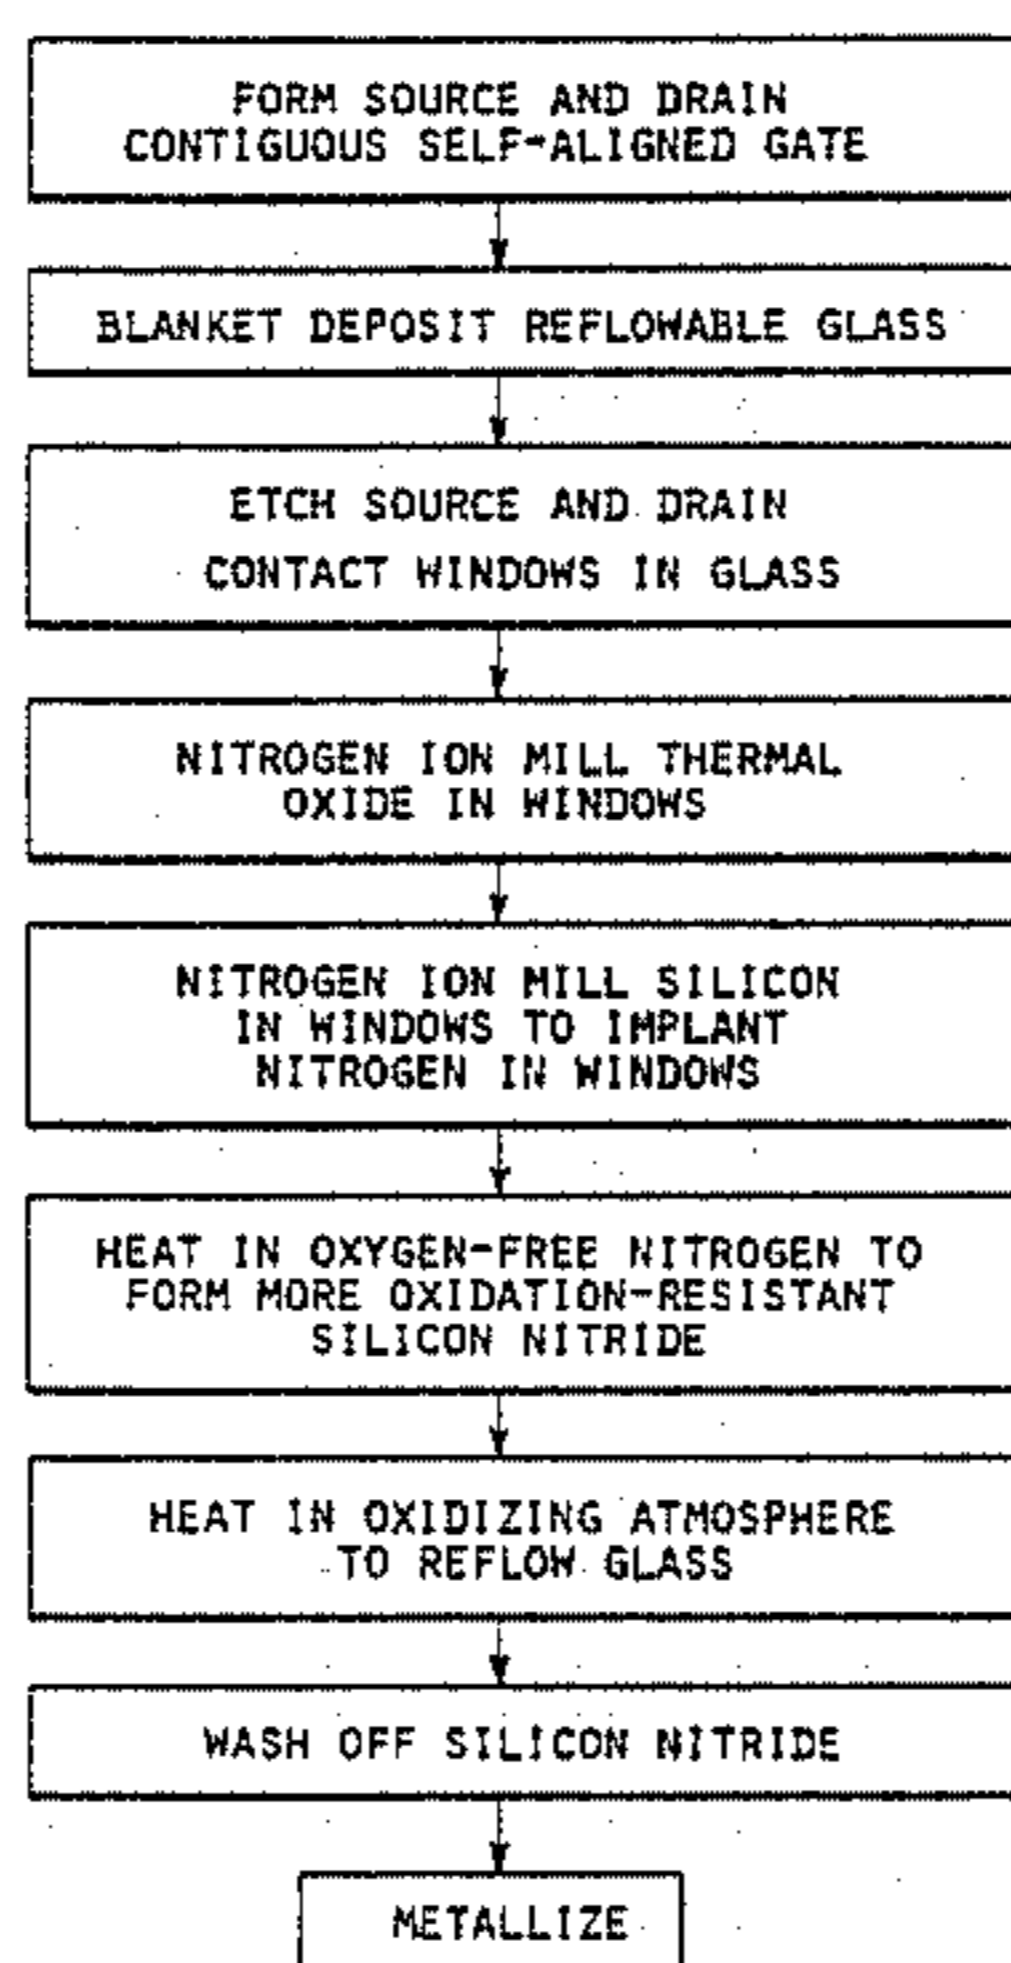 FORM SOURCE AND DRAIN
CONTIGUOUS SELF-ALIGNED GATE
BLANKET DEPOSIT REFLOWABLE GLASS
ETCH SOURCE AND DRAIN
CONTACT WINDOWS IN GLASS
NITROGEN ION MILL THERMAL
OXIDE IN WINDOWS
NITROGEN ION MILL SILICON
IN WINDOWS TO IMPLANT
NITROGEN IN WINDOWS
HEAT IN OXYGEN-FREE NITROGEN TO
FORM MORE OXIDATION-RESISTANT
SILICON NITRIDE
HEAT IN OXIDIZING ATMOSPHERE
TO REFLOW GLASS
WASH OFF SILICON NITRIDE
METALLIZE